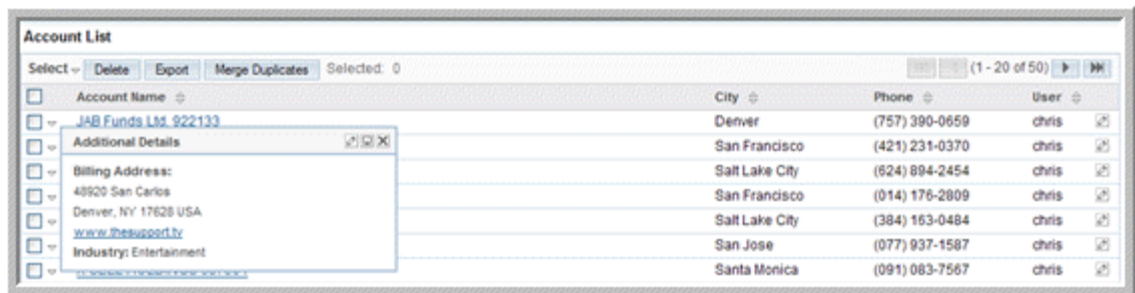 Account List
Select Delete Export Merge Duplicates Selected: 0 (1 - 20 of 50)
Account Name City Phone User
JAB Funds Ltd. 922133 Denver (757) 390-0659 chris
Additional Details San Francisco (421) 231-0370 chris
Billing Address: Salt Lake City (624) 894-2454 chris
48920 San Carlos San Francisco (014) 176-2809 chris
Denver, NY 17628 USA Salt Lake City (384) 163-0484 chris
www.thesupport.tv
Industry: Entertainment San Jose (077) 937-1587 chris
Santa Monica (091) 083-7567 chris